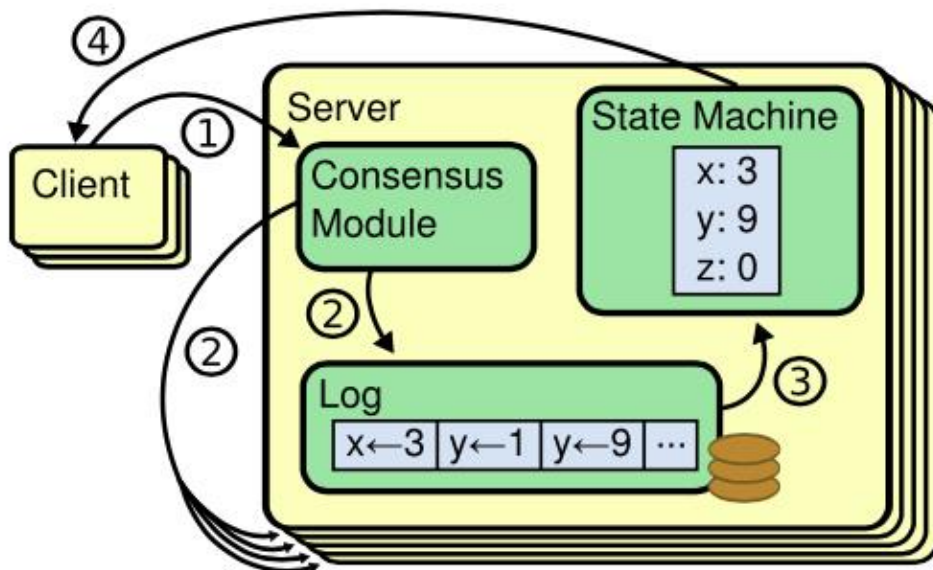 ④
①
Server
State Machine
Client
Consensus
Module
x: 3
y: 9
z: 0
②
②
③
Log
x←3 y←1 y←9 ...